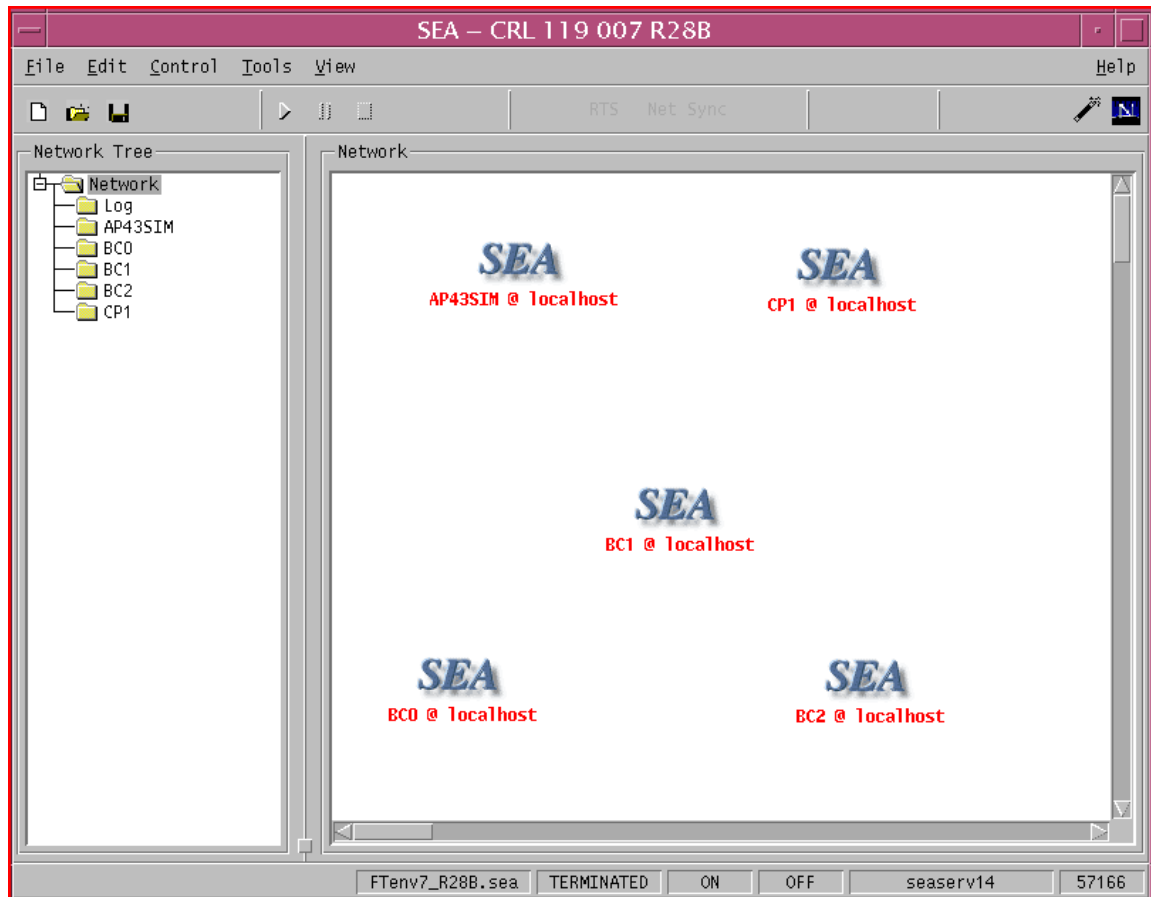 SEA – CRL 119 007 R28B
File Edit Control Tools View Help
RTS Net Sync
Network Tree
Network
Log
AP43SIM
BC0
BC1
BC2
CP1
Network
SEA
AP43SIM @ localhost
SEA
CP1 @ localhost
SEA
BC1 @ localhost
SEA
BC0 @ localhost
SEA
BC2 @ localhost
FTenv7_R28B.sea TERMINATED ON OFF seaserv14 57166